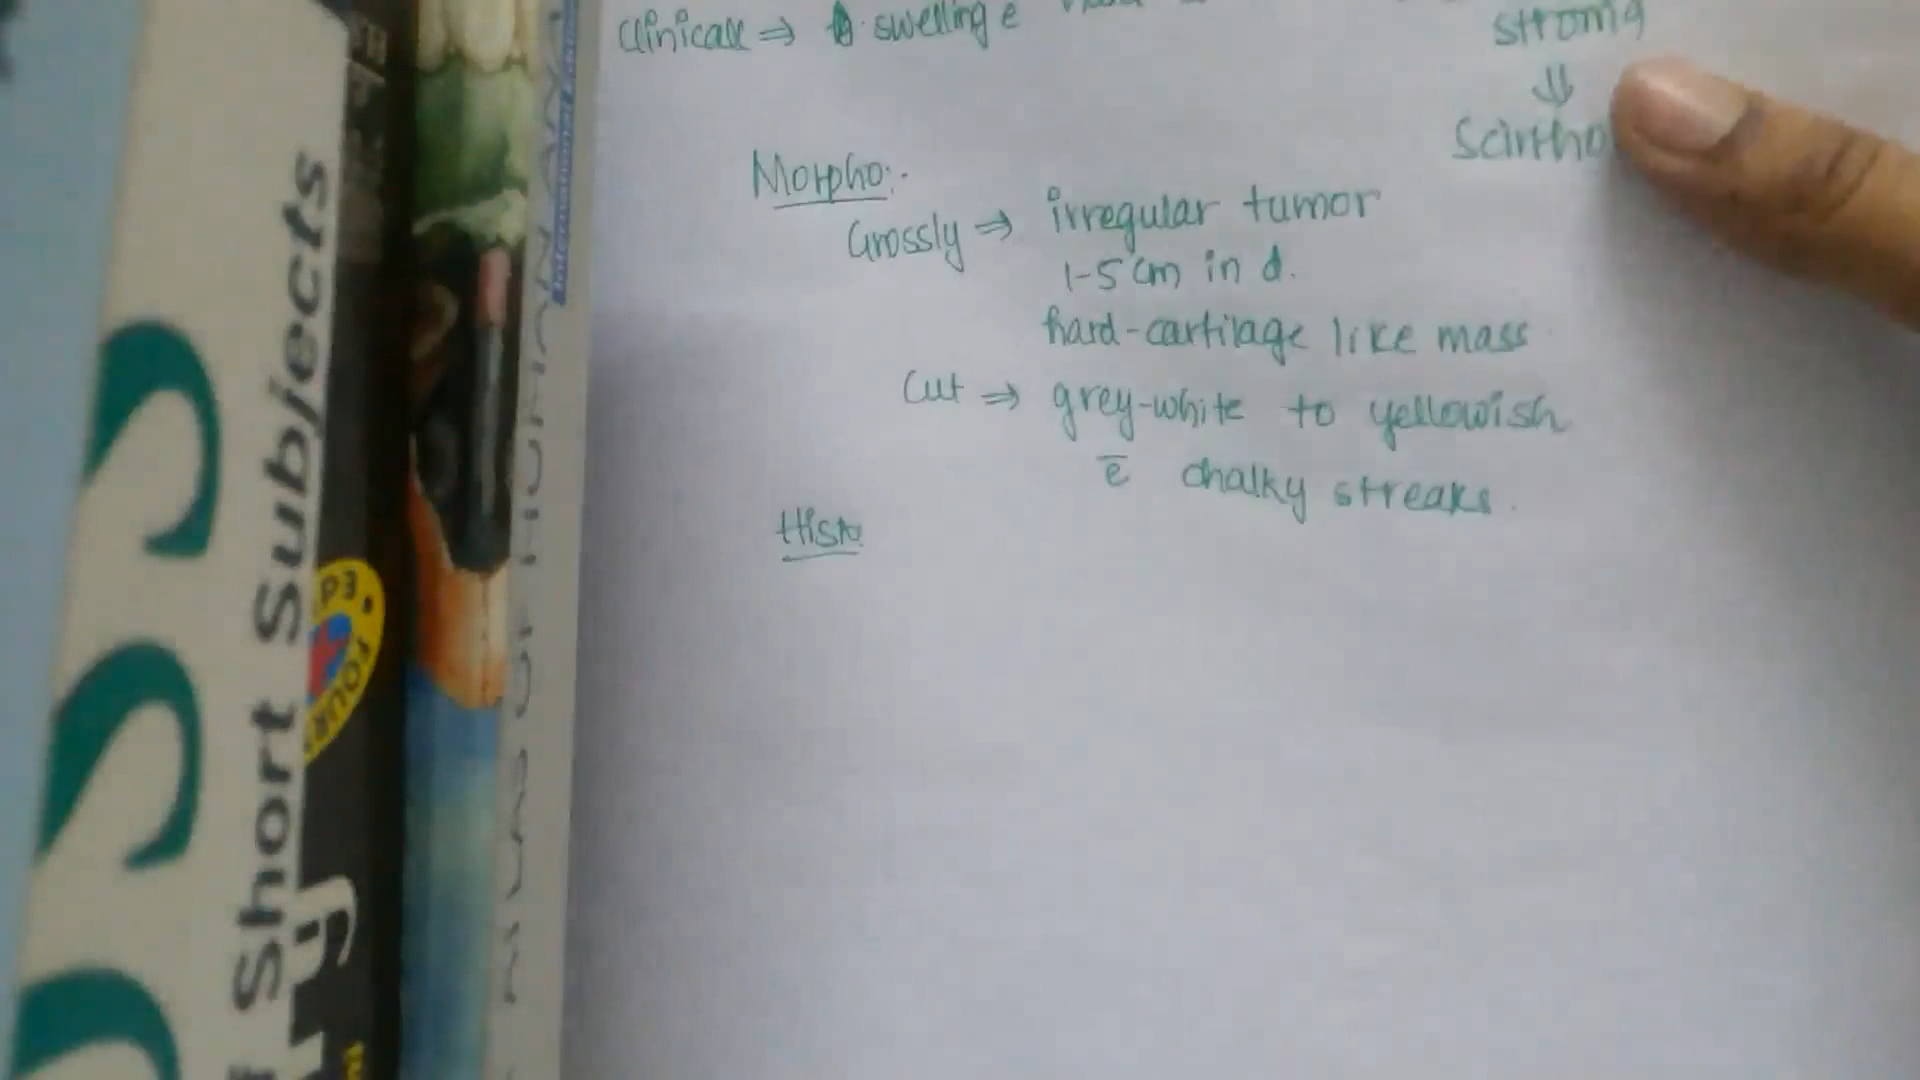 clinicall ⇒ swelling ē
stroma
⇓
Scirrho
Morpho:-
Grossly ⇒ irregular tumor
1-5 cm in d.
hard-cartilage like mass
cut ⇒ grey-white to yellowish
ē chalky streaks.
Histo
Short Subjects